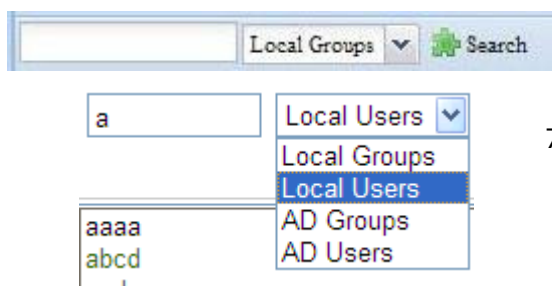 Local Groups Search
a Local Users
Local Groups
Local Users
AD Groups
AD Users
aaaa
abcd